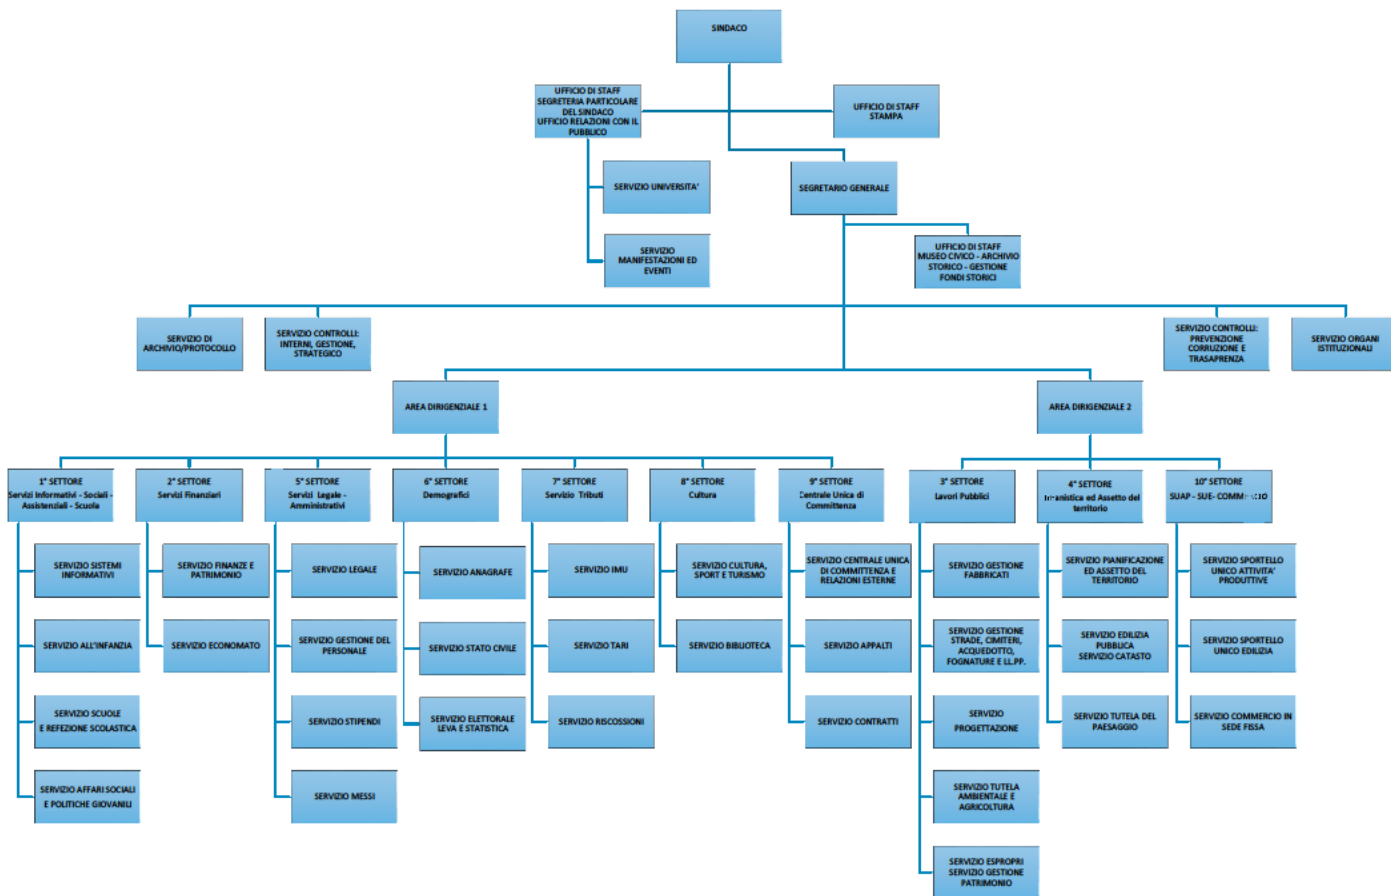 SINDACO
UFFICIO DI STAFF
SEGRETERIA PARTICOLARE
DEL SINDACO
UFFICIO RELAZIONI CON IL
PUBBLICO
UFFICIO DI STAFF
STAMPA
SERVIZIO UNIVERSITA'
SEGRETARIO GENERALE
SERVIZIO
MANIFESTAZIONI ED
EVENTI
UFFICIO DI STAFF
MUSEO CIVICO - ARCHIVIO
STORICO - GESTIONE
FONDI STORICI
SERVIZIO DI
ARCHIVIO/PROTOCOLLO
SERVIZIO CONTROLLI:
INTERNI, GESTIONE,
STRATEGICO
SERVIZIO CONTROLLI:
PREVENZIONE
CORRUZIONE E
TRASAPRENZA
SERVIZIO ORGANI
ISTITUZIONALI
AREA DIRIGENZIALE 1
AREA DIRIGENZIALE 2
1° SETTORE
Servizi Informativi - Sociali -
Assistenziali - Scuola
2° SETTORE
Servizi Finanziari
5° SETTORE
Servizi Legale -
Amministrativi
6° SETTORE
Demografici
7° SETTORE
Servizio Tributi
8° SETTORE
Cultura
9° SETTORE
Centrale Unica di
Committenza
3° SETTORE
Lavori Pubblici
4° SETTORE
ed Assetto del
territorio
10° SETTORE
SUAP - SUE-
SERVIZIO SISTEMI
INFORMATIVI
SERVIZIO FINANZE E
PATRIMONIO
SERVIZIO LEGALE
SERVIZIO ANAGRAFE
SERVIZIO IMU
SERVIZIO CULTURA,
SPORT E TURISMO
SERVIZIO CENTRALE UNICA
DI COMMITTENZA E
RELAZIONI ESTERNE
SERVIZIO GESTIONE
FABBRICATI
SERVIZIO PIANIFICAZIONE
ED ASSETTO DEL
TERRITORIO
SERVIZIO SPORTELLO
UNICO ATTIVITA'
PRODUTTIVE
SERVIZIO ALL'INFANZIA
SERVIZIO ECONOMATO
SERVIZIO GESTIONE DEL
PERSONALE
SERVIZIO STATO CIVILE
SERVIZIO TARI
SERVIZIO BIBLIOTECA
SERVIZIO APPALTI
SERVIZIO GESTIONE
STRADE, CIMITERI,
ACQUEDOTTO,
FOGNATURE E LL.PP.
SERVIZIO EDILIZIA
PUBBLICA
SERVIZIO CATASTO
SERVIZIO SPORTELLO
UNICO EDILIZIA
SERVIZIO SCUOLE
E REFEZIONE SCOLASTICA
SERVIZIO STIPENDI
SERVIZIO ELETTORALE
LEVA E STATISTICA
SERVIZIO RISCOSSIONI
SERVIZIO CONTRATTI
SERVIZIO
PROGETTAZIONE
SERVIZIO TUTELA DEL
PAESAGGIO
SERVIZIO COMMERCIO IN
SEDE FISSA
SERVIZIO AFFARI SOCIALI
E POLITICHE GIOVANILI
SERVIZIO MESSI
SERVIZIO TUTELA
AMBIENTALE E
AGRICOLTURA
SERVIZIO ESPROPRI
SERVIZIO GESTIONE
PATRIMONIO